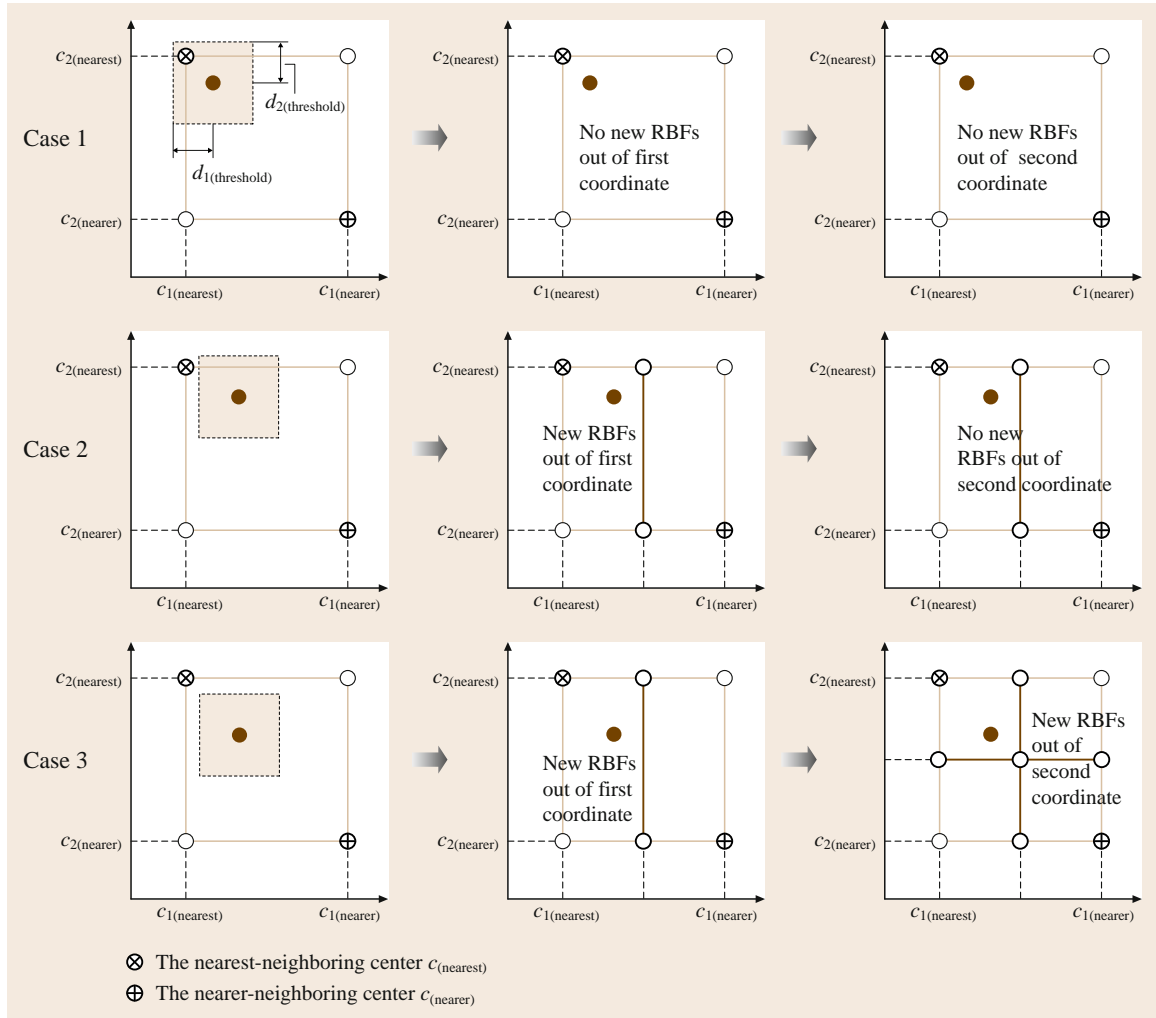 c2(nearest)
d2(threshold)
Case 1
d1(threshold)
c2(nearer)
c1(nearest) c1(nearer)
c2(nearest)
No new RBFs
out of first
coordinate
c2(nearer)
c1(nearest) c1(nearer)
c2(nearest)
No new RBFs
out of second
coordinate
c2(nearer)
c1(nearest) c1(nearer)
c2(nearest)
Case 2
c2(nearer)
c1(nearest) c1(nearer)
c2(nearest)
New RBFs
out of first
coordinate
c2(nearer)
c1(nearest) c1(nearer)
c2(nearest)
No new
RBFs out of
second coordinate
c2(nearer)
c1(nearest) c1(nearer)
c2(nearest)
Case 3
c2(nearer)
c1(nearest) c1(nearer)
c2(nearest)
New RBFs
out of first
coordinate
c2(nearer)
c1(nearest) c1(nearer)
c2(nearest)
New RBFs
out of
second
coordinate
c2(nearer)
c1(nearest) c1(nearer)
⊗ The nearest-neighboring center c(nearest)
⊕ The nearer-neighboring center c(nearer)